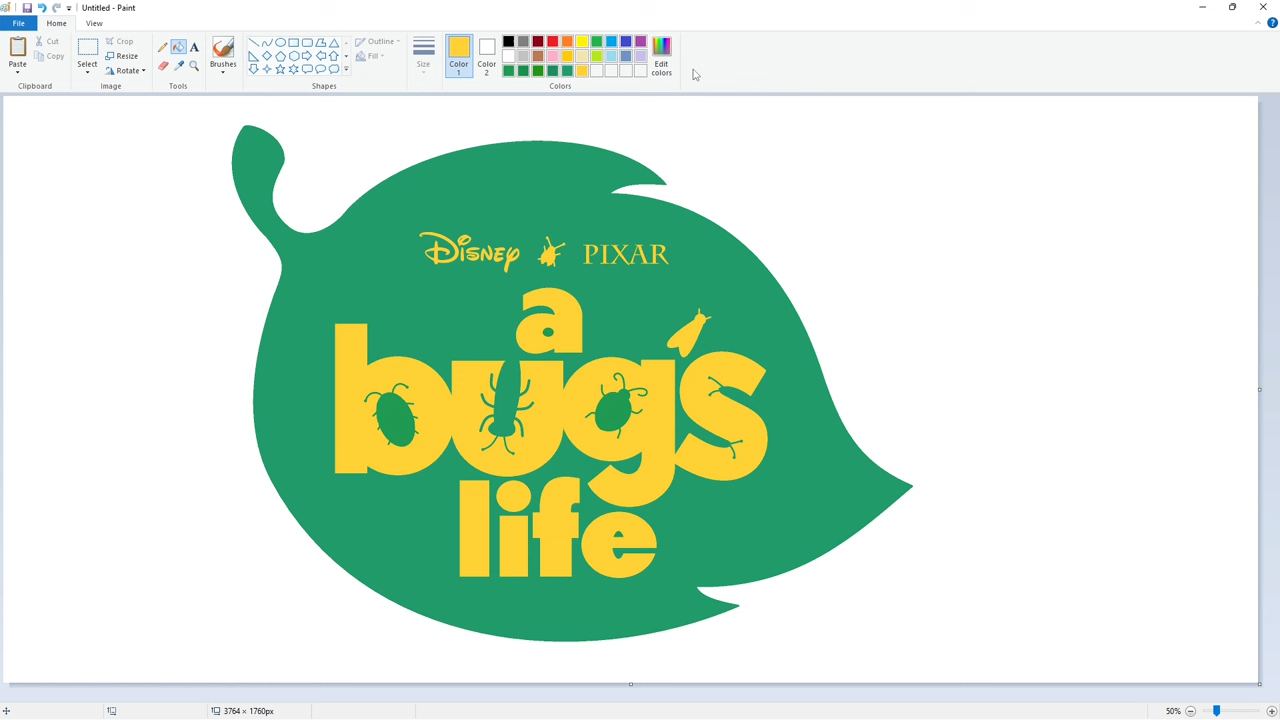 Untitled - Paint
File Home View
Paste
Cut
Copy
Clipboard
Select
Crop
Resize
Rotate
Image
A
Tools
Brushes
Outline
Fill
Shapes
Size
Color 1
Color 2
Edit colors
Colors
Disney PIXAR
a
bug's
life
3764 × 1760px
50%